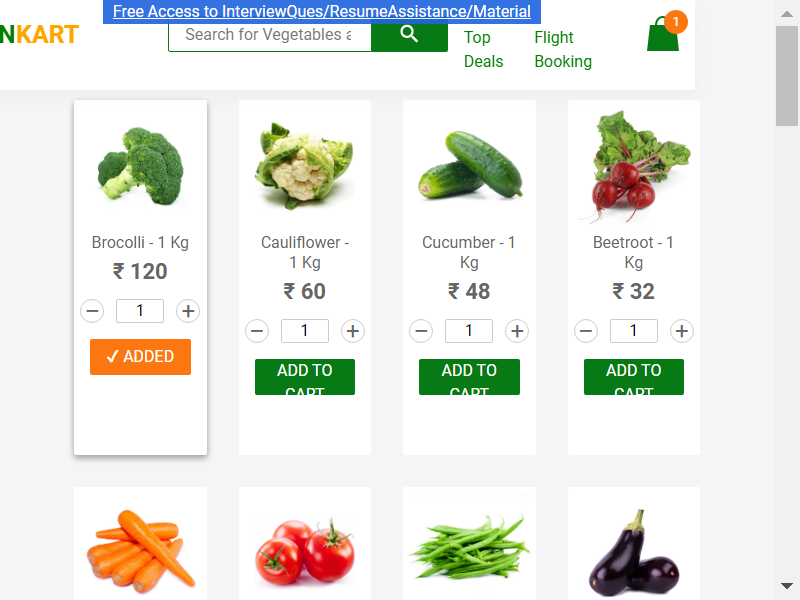 Free Access to InterviewQues/ResumeAssistance/Material
NKART
Search for Vegetables a
Top
Deals
Flight
Booking
1
Brocolli - 1 Kg
₹ 120
1
✓ ADDED
Cauliflower -
1 Kg
₹ 60
1
ADD TO
CART
Cucumber - 1
Kg
₹ 48
1
ADD TO
CART
Beetroot - 1
Kg
₹ 32
1
ADD TO
CART